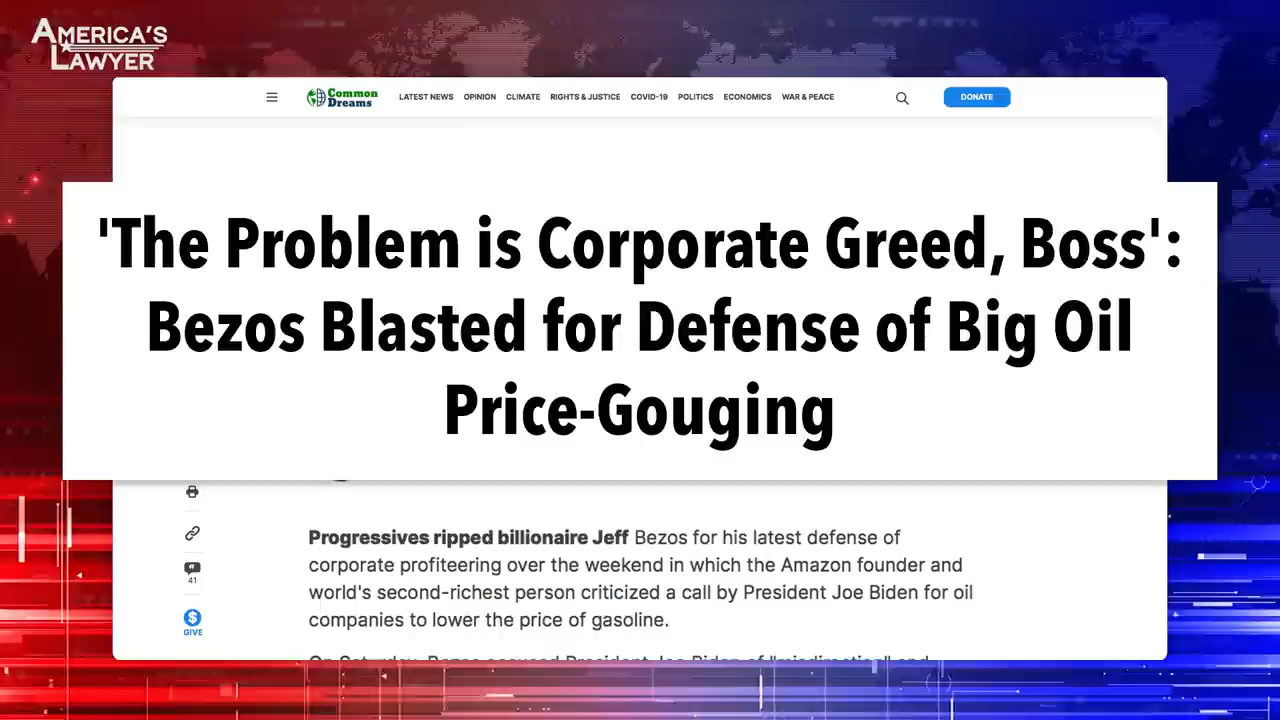 AMERICA'S
LAWYER
Common
Dreams
LATEST NEWS OPINION CLIMATE RIGHTS & JUSTICE COVID-19 POLITICS ECONOMICS WAR & PEACE
DONATE
'The Problem is Corporate Greed, Boss':
Bezos Blasted for Defense of Big Oil
Price-Gouging
41
GIVE
Progressives ripped billionaire Jeff Bezos for his latest defense of
corporate profiteering over the weekend in which the Amazon founder and
world's second-richest person criticized a call by President Joe Biden for oil
companies to lower the price of gasoline.